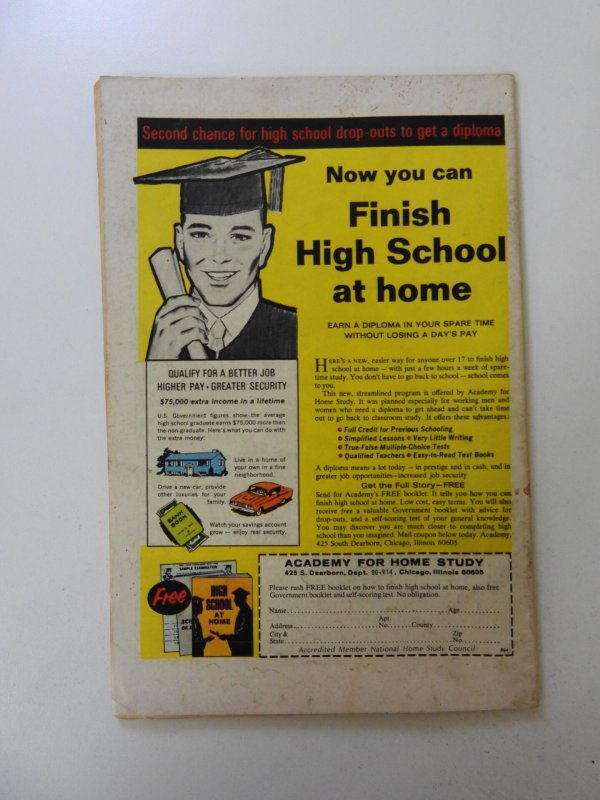 Second chance for high school drop-outs to get a diploma
Now you can
Finish
High School
at home
EARN A DIPLOMA IN YOUR SPARE TIME
WITHOUT LOSING A DAY'S PAY
HERE'S A NEW, easier way for anyone over 17 to finish high
school at home — with just a few hours a week of spare-
time study. You don't have to go back to school — school comes
to you.
This new, streamlined program is offered by Academy for
Home Study. It was planned especially for working men and
women who need a diploma to get ahead and can't take time
out to go back to classroom study. It offers these advantages:
Full Credit for Previous Schooling
Simplified Lessons Very Little Writing
True-False Multiple-Choice Tests
Qualified Teachers Easy-to-Read Text Books
A diploma means a lot today — in prestige and in cash, and in
greater job opportunities—increased job security
Get the Full Story—FREE
Send for Academy's FREE booklet. It tells you how you can
finish high school at home. Low cost, easy terms. You will also
receive free a valuable Government booklet with advice for
drop-outs, and a self-scoring test of your general knowledge.
You may discover you are much closer to completing high
school than you imagined. Mail coupon below today. Academy,
425 South Dearborn, Chicago, Illinois 60605.
QUALIFY FOR A BETTER JOB
HIGHER PAY • GREATER SECURITY
$75,000 extra income in a lifetime
U.S. Government figures show the average
high school graduate earns $75,000 more than
the non-graduate. Here's what you can do with
the extra money:
Live in a home of
your own in a fine
neighborhood.
Drive a new car, provide
other luxuries for your
family.
BANK
BOOK
Watch your savings account
grow — enjoy real security.
SAMPLE EXAMINATION
Free
HIGH
SCHOOL
AT
HOME
ACADEMY FOR HOME STUDY
425 S. Dearborn, Dept. 90-914, Chicago, Illinois 60605
Please rush FREE booklet on how to finish high school at home, also free
Government booklet and self-scoring test. No obligation.
Name Age
Apt.
Address No. County
City & Zip
State No.
Accredited Member National Home Study Council